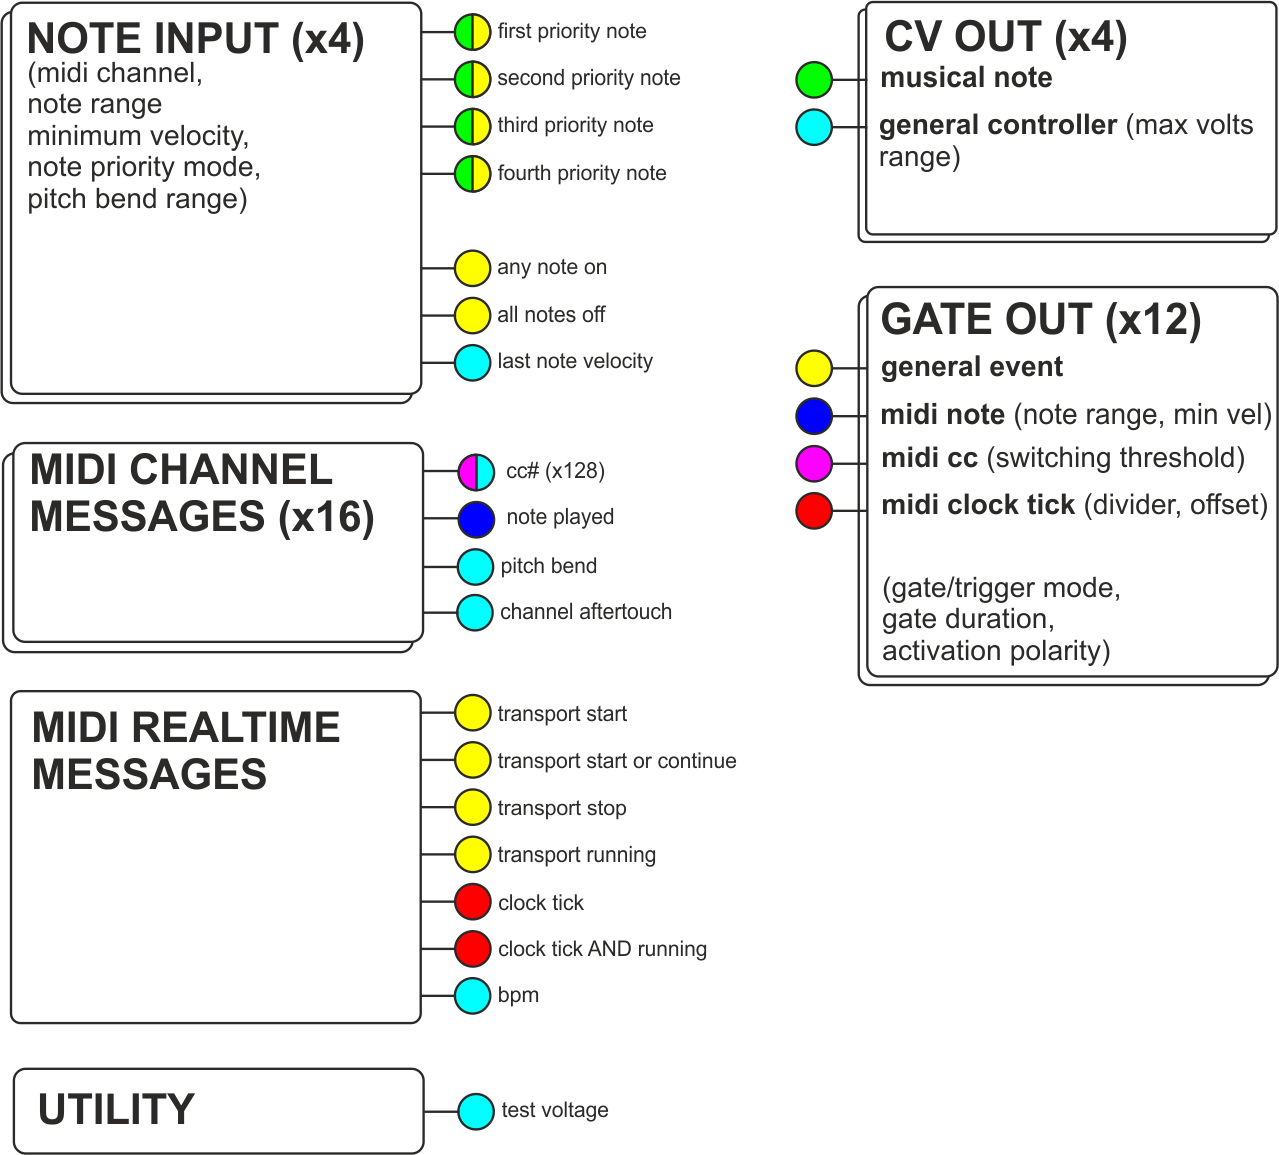 NOTE INPUT (x4)
(midi channel,
note range
minimum velocity,
note priority mode,
pitch bend range)
first priority note
second priority note
third priority note
fourth priority note
any note on
all notes off
last note velocity
MIDI CHANNEL
MESSAGES (x16)
cc# (x128)
note played
pitch bend
channel aftertouch
MIDI REALTIME
MESSAGES
transport start
transport start or continue
transport stop
transport running
clock tick
clock tick AND running
bpm
UTILITY
test voltage
CV OUT (x4)
musical note
general controller (max volts
range)
GATE OUT (x12)
general event
midi note (note range, min vel)
midi cc (switching threshold)
midi clock tick (divider, offset)
(gate/trigger mode,
gate duration,
activation polarity)